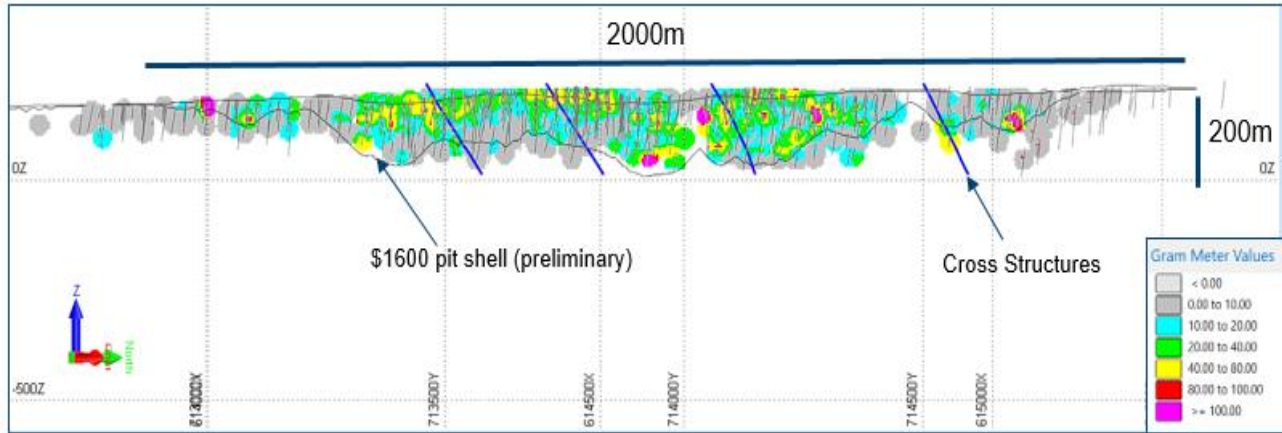 2000m
200m
0Z
0Z
$1600 pit shell (preliminary)
Cross Structures
Gram Meter Values
< 0.00
0.00 to 10.00
10.00 to 20.00
20.00 to 40.00
40.00 to 80.00
80.00 to 100.00
>= 100.00
Z
North
-500Z
713500Y
614500X
714000Y
714500Y
615000X